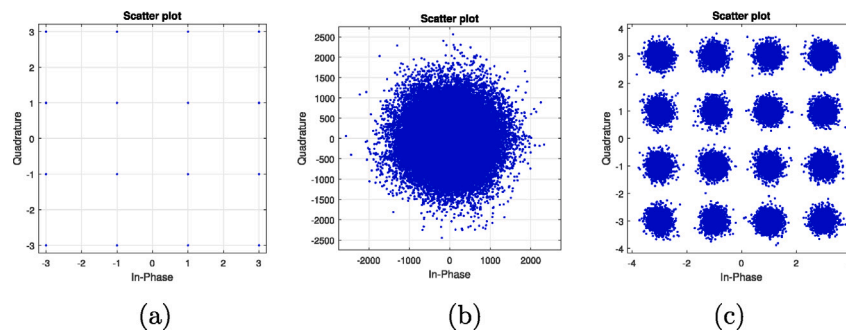 Scatter plot
3
2
1
0
-1
-2
-3
Quadrature
-3 -2 -1 0 1 2 3
In-Phase
(a)
Scatter plot
2500
2000
1500
1000
500
0
-500
-1000
-1500
-2000
-2500
Quadrature
-2000 -1000 0 1000 2000
In-Phase
(b)
Scatter plot
4
3
2
1
0
-1
-2
-3
-4
Quadrature
-4 -2 0 2
In-Phase
(c)